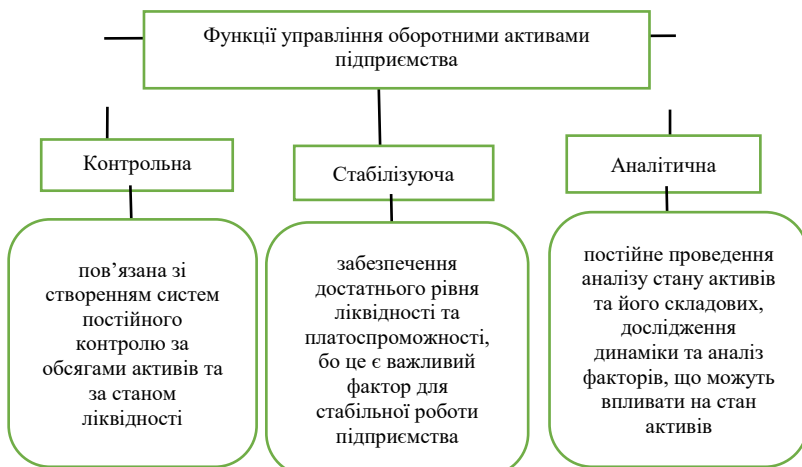 Функції управління оборотними активами
підприємства
Контрольна
Стабілізуюча
Аналітична
пов’язана зі
створенням систем
постійного
контролю за
обсягами активів та
за станом
ліквідності
забезпечення
достатнього рівня
ліквідності та
платоспроможності,
бо це є важливий
фактор для
стабільної роботи
підприємства
постійне проведення
аналізу стану активів
та його складових,
дослідження
динаміки та аналіз
факторів, що можуть
впливати на стан
активів